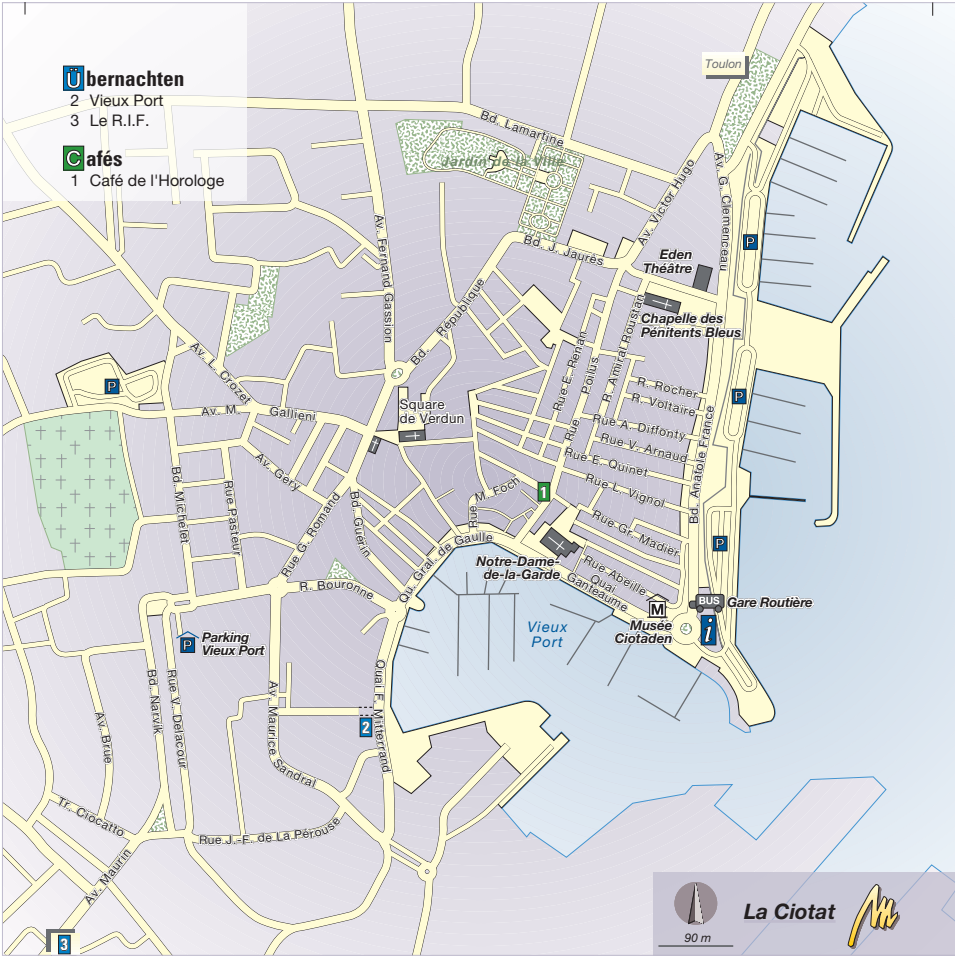 Übernachten
2 Vieux Port
3 Le R.I.F.
Cafés
1 Café de l'Horologe
Toulon
Bd. Lamartine
Jardin de la Ville
Av. Victor Hugo
Av. G. Clemenceau
Av. Fernand Gassion
Bd. J. Jaurès
P
Eden
Théâtre
Bd. République
Chapelle des
Pénitents Bleus
Rue E. Renan
Rue Poilus
R. Amiral Roustan
Av. L. Crozet
P
R. Rocher
R. Voltaire
P
Av. M. Gallieni
Square
de Verdun
Rue A. Diffonty
Rue V. Arnaud
Bd. Anatole France
Rue E. Quinet
Av. Gery
Bd. Michelet
Rue Pasteur
Rue L. Vignol
Rue M. Foch
1
Rue G. Romand
Bd. Guérin
Rue Gr. Madier
P
Qu. Gral. de Gaulle
Notre-Dame-
de-la-Garde
Rue Abeille
Quai
Ganteaume
R. Bouronne
BUS
Gare Routière
M
Musée
Ciotaden
i
Vieux
Port
P
Parking
Vieux Port
Bd. Narvik
Rue V. Delacour
Av. Maurice Sandral
Quai F. Mitterrand
2
Av. Brue
Tr. Ciocatto
Rue J.-F. de La Pérouse
Av. Maurin
3
90 m
La Ciotat